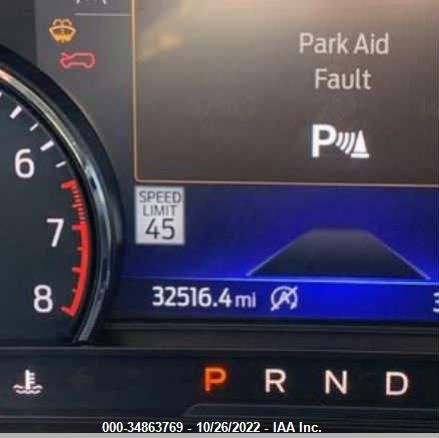 Park Aid
Fault
P
6
SPEED
LIMIT
45
7
8
32516.4 mi
P R N D
000-34863769 - 10/26/2022 - IAA Inc.